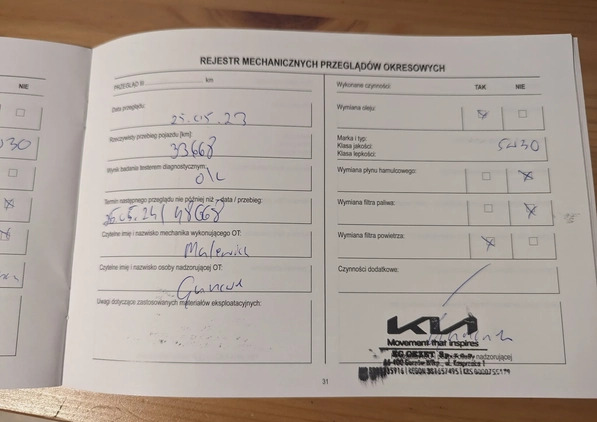 REJESTR MECHANICZNYCH PRZEGLĄDÓW OKRESOWYCH
NIE
030
PRZEGLĄD III km
Data przeglądu:
25.05.23
Rzeczywisty przebieg pojazdu [km]:
33668
Wynik badania testerem diagnostycznym:
Termin następnego przeglądu nie później niż - data / przebieg:
25.05.24 / 48668
Czytelne imię i nazwisko mechanika wykonującego OT:
Czytelne imię i nazwisko osoby nadzorującej OT:
Uwagi dotyczące zastosowanych materiałów eksploatacyjnych:
Wykonane czynności: TAK NIE
Wymiana oleju:
Marka i typ:
Klasa jakości: 5W30
Klasa lepkości:
Wymiana płynu hamulcowego:
Wymiana filtra paliwa:
Wymiana filtra powietrza:
Czynności dodatkowe:
KIA
Movement that inspires
nadzorującej
31